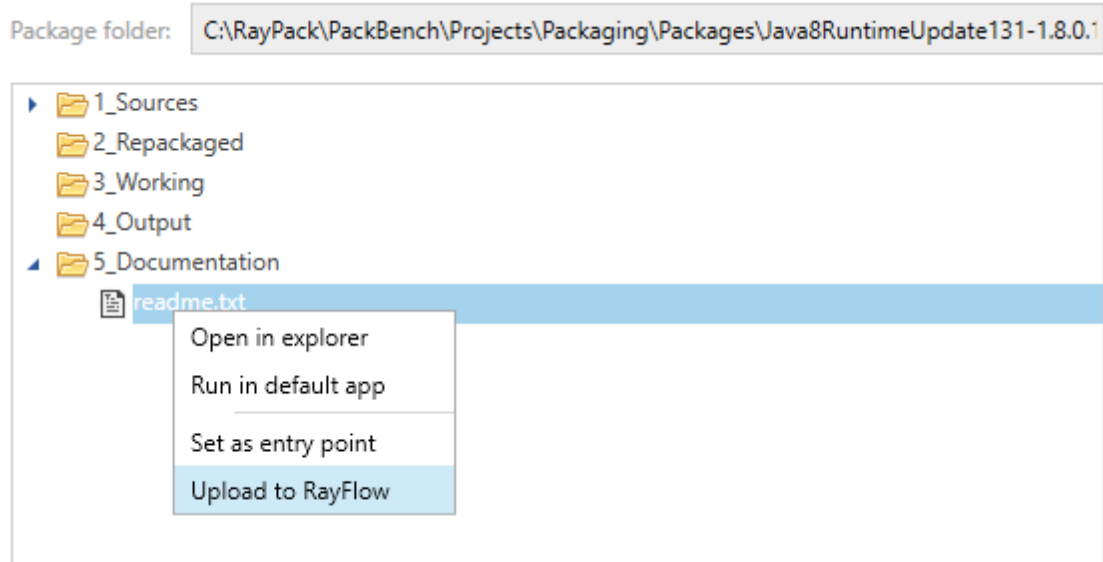 Package folder: C:\RayPack\PackBench\Projects\Packaging\Packages\Java8RuntimeUpdate131-1.8.0.1
1_Sources
2_Repackaged
3_Working
4_Output
5_Documentation
readme.txt
Open in explorer
Run in default app
Set as entry point
Upload to RayFlow